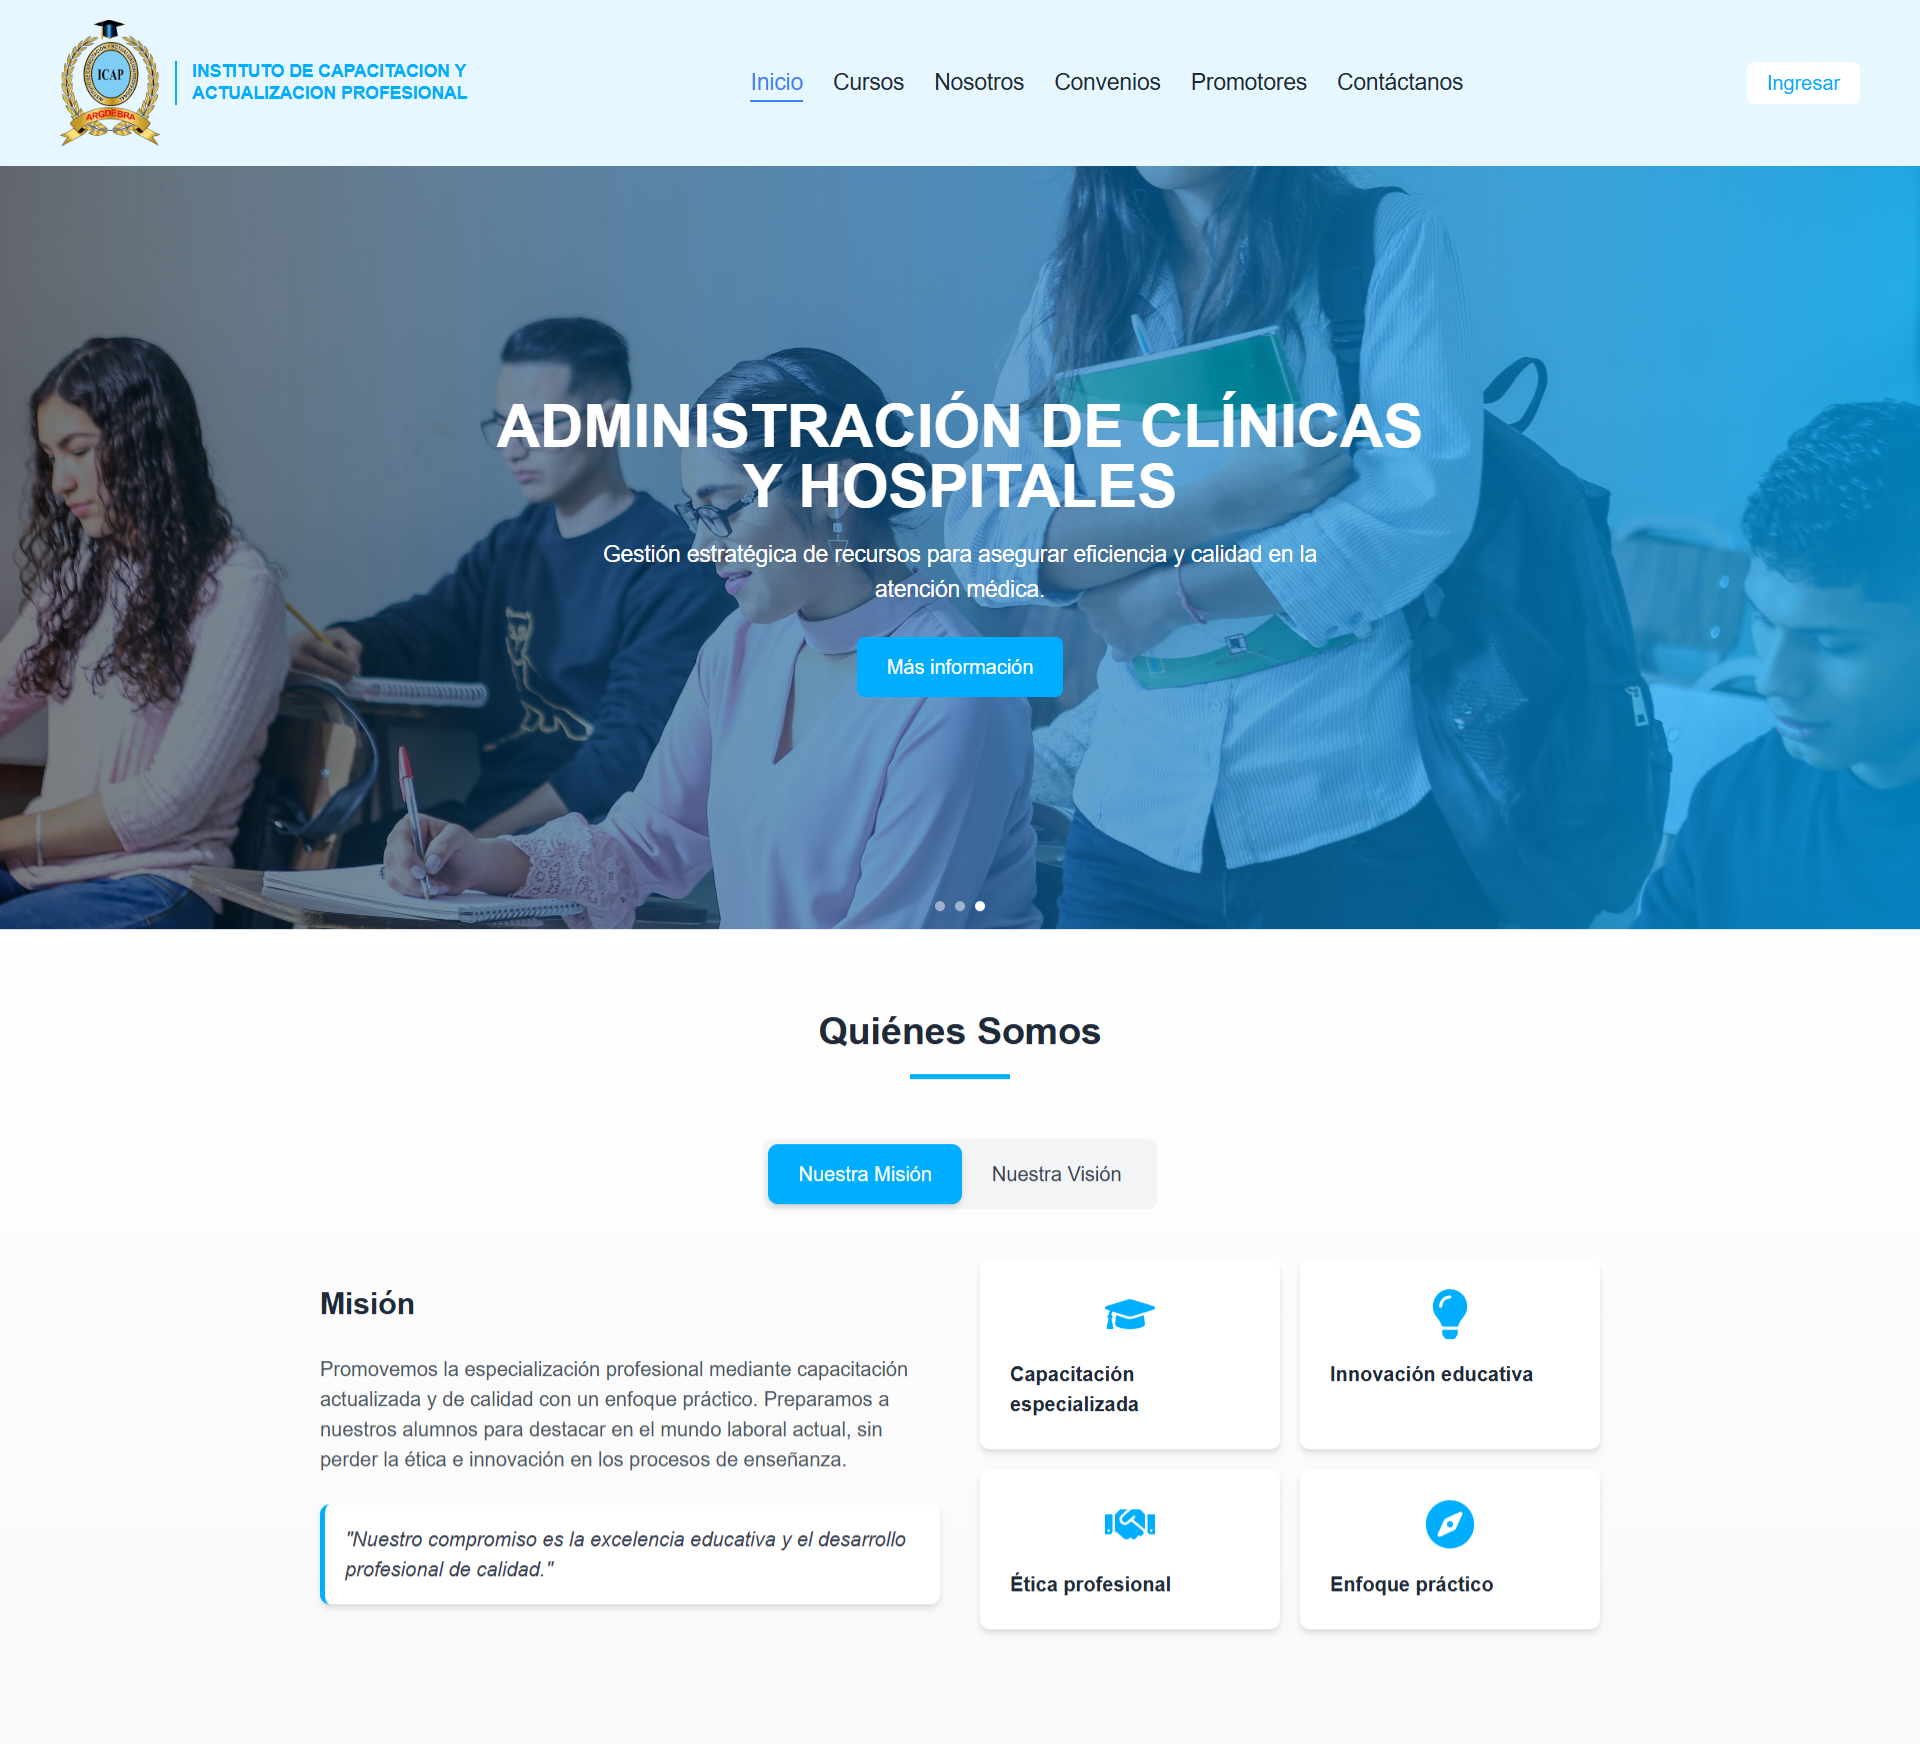 ICAP
ARGDEBRA
INSTITUTO DE CAPACITACION Y
ACTUALIZACION PROFESIONAL
Inicio
Cursos
Nosotros
Convenios
Promotores
Contáctanos
Ingresar
ADMINISTRACIÓN DE CLÍNICAS
Y HOSPITALES
Gestión estratégica de recursos para asegurar eficiencia y calidad en la
atención médica.
Más información
Quiénes Somos
Nuestra Misión
Nuestra Visión
Misión
Promovemos la especialización profesional mediante capacitación
actualizada y de calidad con un enfoque práctico. Preparamos a
nuestros alumnos para destacar en el mundo laboral actual, sin
perder la ética e innovación en los procesos de enseñanza.
"Nuestro compromiso es la excelencia educativa y el desarrollo
profesional de calidad."
Capacitación
especializada
Innovación educativa
Ética profesional
Enfoque práctico